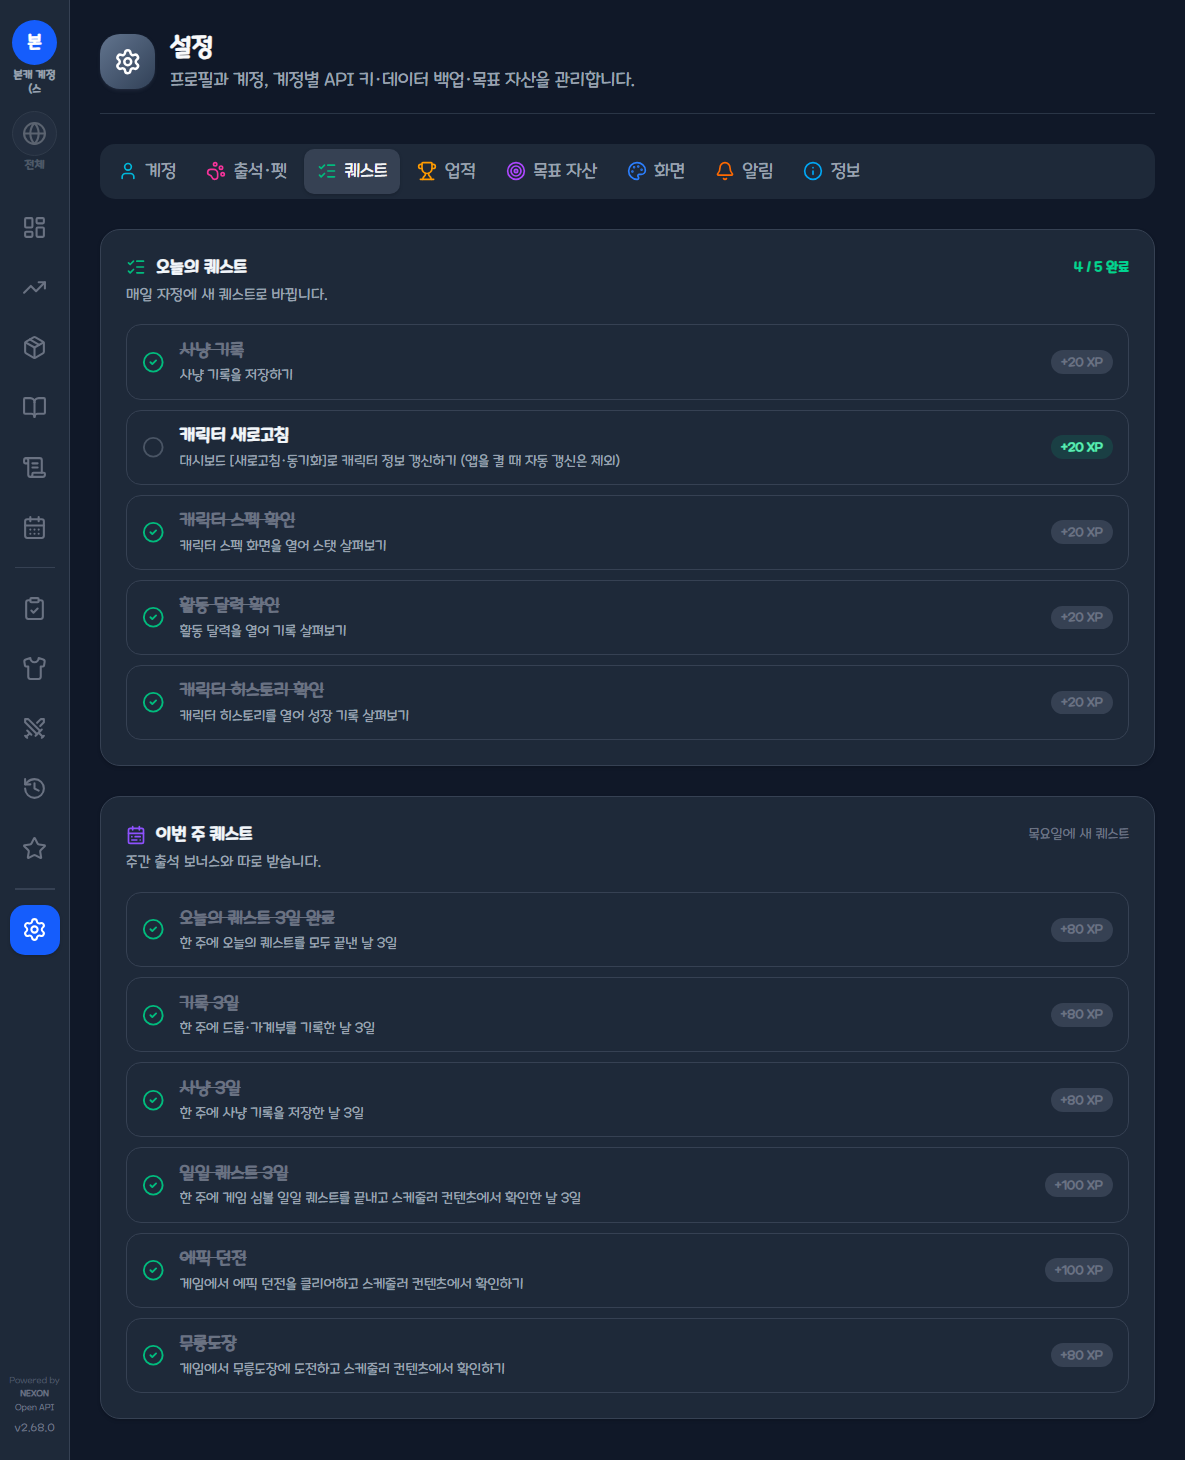 본
본캐 계정
(스
전체
Powered by
NEXON
Open API
v2.68.0
설정
프로필과 계정, 계정별 API 키·데이터 백업·목표 자산을 관리합니다.
계정
출석·펫
퀘스트
업적
목표 자산
화면
알림
정보
오늘의 퀘스트
4 / 5 완료
매일 자정에 새 퀘스트로 바뀝니다.
사냥 기록
+20 XP
사냥 기록을 저장하기
캐릭터 새로고침
+20 XP
대시보드 [새로고침·동기화]로 캐릭터 정보 갱신하기 (앱을 켤 때 자동 갱신은 제외)
캐릭터 스펙 확인
+20 XP
캐릭터 스펙 화면을 열어 스탯 살펴보기
활동 달력 확인
+20 XP
활동 달력을 열어 기록 살펴보기
캐릭터 히스토리 확인
+20 XP
캐릭터 히스토리를 열어 성장 기록 살펴보기
이번 주 퀘스트
목요일에 새 퀘스트
주간 출석 보너스와 따로 받습니다.
오늘의 퀘스트 3일 완료
+80 XP
한 주에 오늘의 퀘스트를 모두 끝낸 날 3일
기록 3일
+80 XP
한 주에 드롭·가계부를 기록한 날 3일
사냥 3일
+80 XP
한 주에 사냥 기록을 저장한 날 3일
일일 퀘스트 3일
+100 XP
한 주에 게임 심볼 일일 퀘스트를 끝내고 스케줄러 컨텐츠에서 확인한 날 3일
에픽 던전
+100 XP
게임에서 에픽 던전을 클리어하고 스케줄러 컨텐츠에서 확인하기
무릉도장
+80 XP
게임에서 무릉도장에 도전하고 스케줄러 컨텐츠에서 확인하기